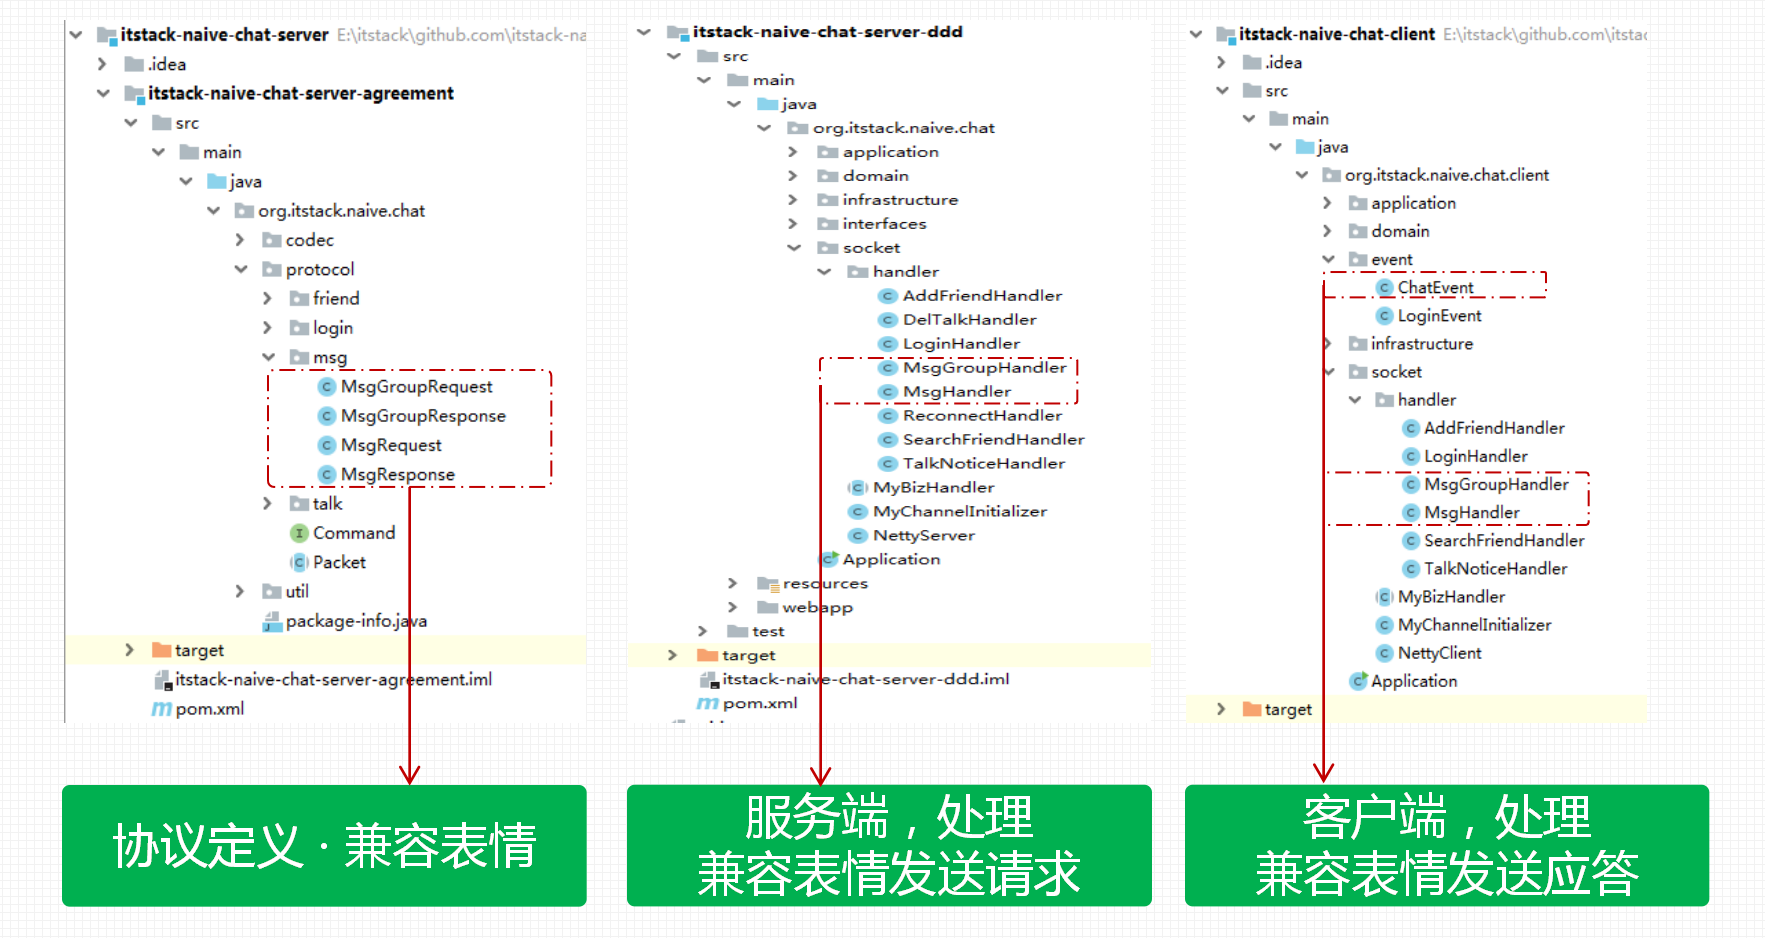 itstack-naive-chat-server E:\itstack\github.com\itstack-na
.idea
itstack-naive-chat-server-agreement
src
main
java
org.itstack.naive.chat
codec
protocol
friend
login
msg
MsgGroupRequest
MsgGroupResponse
MsgRequest
MsgResponse
talk
Command
Packet
util
package-info.java
target
itstack-naive-chat-server-agreement.iml
pom.xml
协议定义·兼容表情
itstack-naive-chat-server-ddd
src
main
java
org.itstack.naive.chat
application
domain
infrastructure
interfaces
socket
handler
AddFriendHandler
DelTalkHandler
LoginHandler
MsgGroupHandler
MsgHandler
ReconnectHandler
SearchFriendHandler
TalkNoticeHandler
MyBizHandler
MyChannelInitializer
NettyServer
Application
resources
webapp
test
target
itstack-naive-chat-server-ddd.iml
pom.xml
服务端，处理
兼容表情发送请求
itstack-naive-chat-client E:\itstack\github.com\itstac
.idea
src
main
java
org.itstack.naive.chat.client
application
domain
event
ChatEvent
LoginEvent
infrastructure
socket
handler
AddFriendHandler
LoginHandler
MsgGroupHandler
MsgHandler
SearchFriendHandler
TalkNoticeHandler
MyBizHandler
MyChannelInitializer
NettyClient
Application
target
客户端，处理
兼容表情发送应答